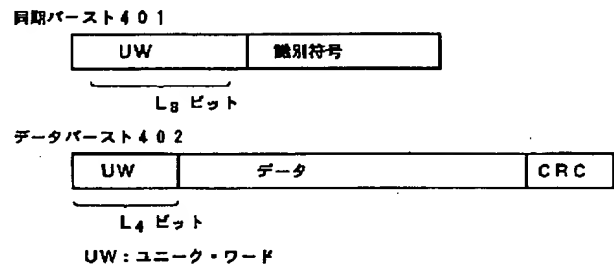 同期バースト401
UW 識別符号
L8 ビット
データバースト402
UW データ CRC
L4 ビット
UW:ユニーク・ワード